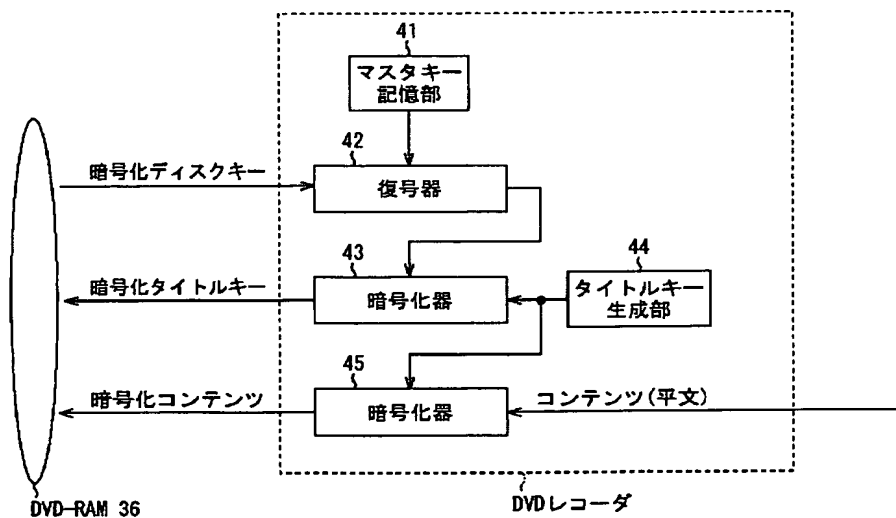 41
マスタキー
記憶部
42
暗号化ディスクキー
復号器
43
44
暗号化タイトルキー
暗号化器
タイトルキー
生成部
45
暗号化コンテンツ
暗号化器
コンテンツ(平文)
DVD-RAM 36
DVDレコーダ